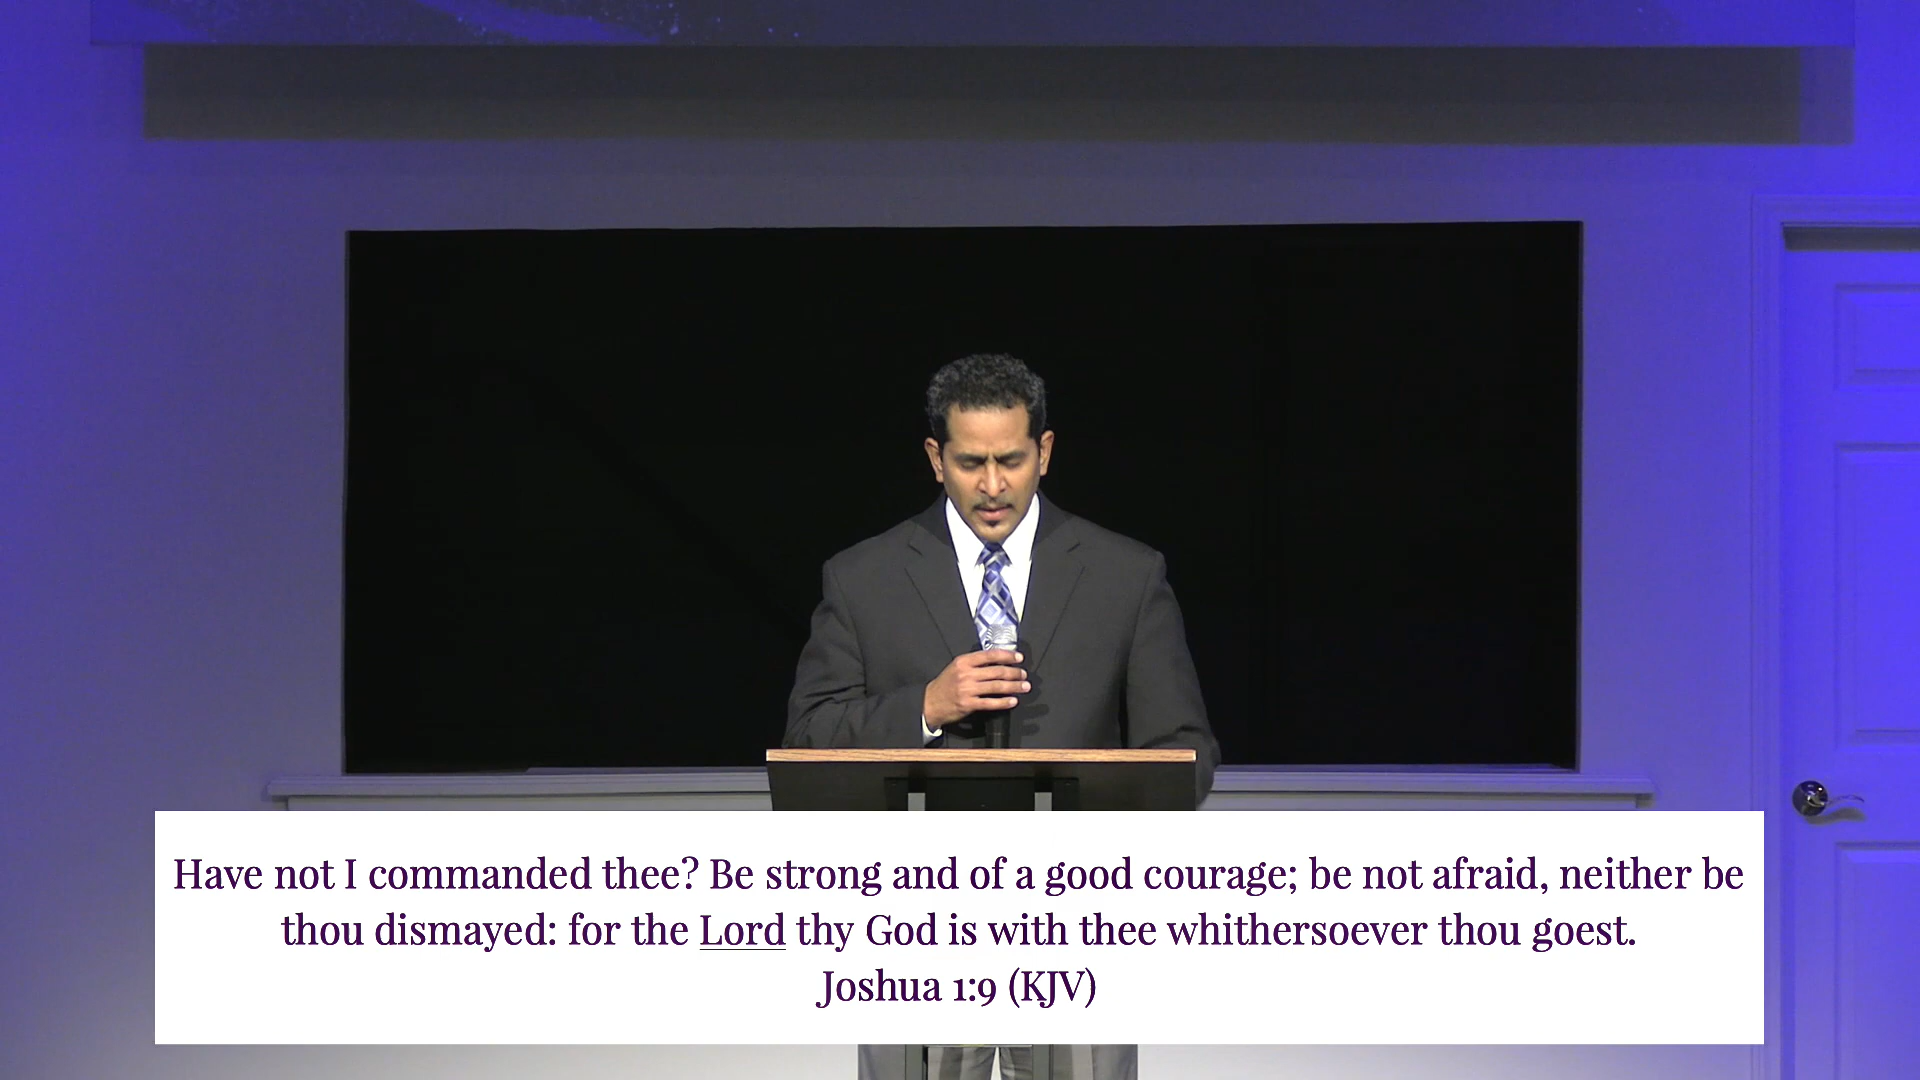 Have not I commanded thee? Be strong and of a good courage; be not afraid, neither be
thou dismayed: for the Lord thy God is with thee whithersoever thou goest.
Joshua 1:9 (KJV)